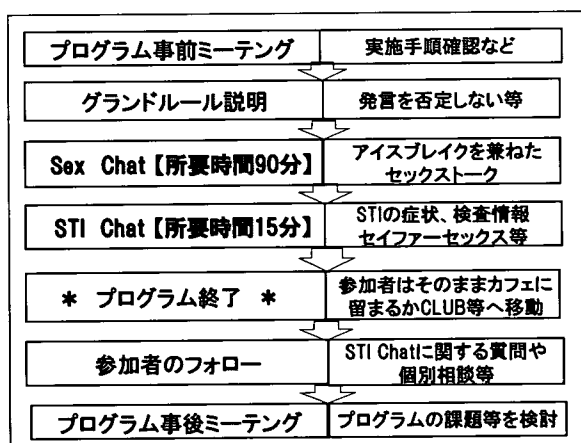 プログラム事前ミーテング
実施手順確認など
グランドルール説明
発言を否定しない等
Sex Chat【所要時間90分】
アイスブレイクを兼ねた
セックストーク
STI Chat【所要時間15分】
STIの症状、検査情報
セイファーセックス等
* プログラム終了 *
参加者はそのままカフェに
留まるかCLUB等へ移動
参加者のフォロー
STI Chatに関する質問や
個別相談等
プログラム事後ミーテング
プログラムの課題等を検討